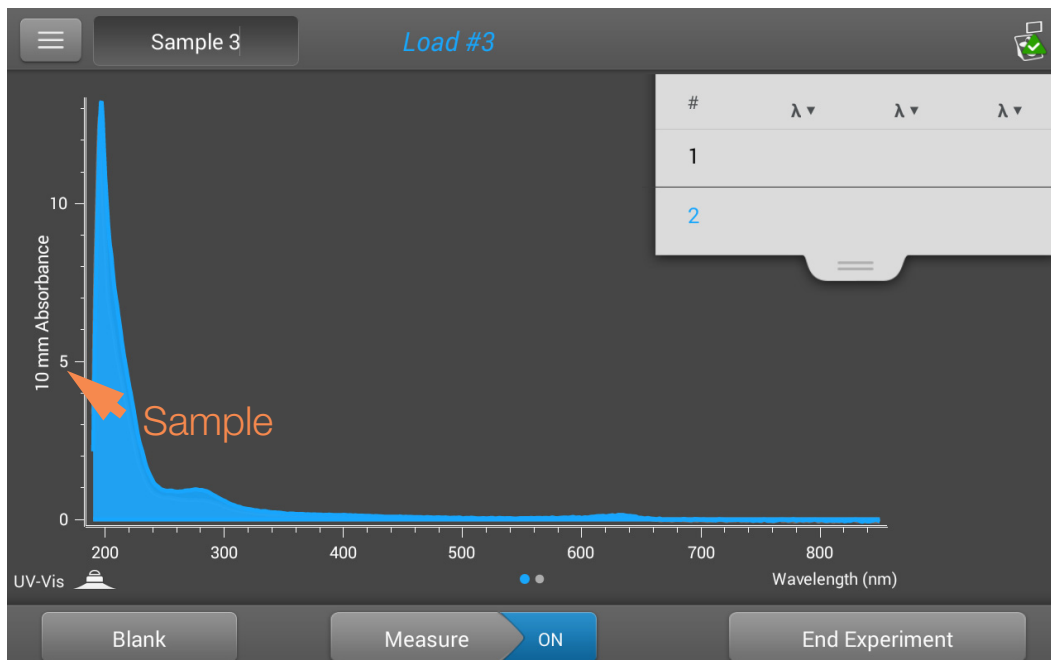 Sample 3
Load #3
# λ ▾ λ ▾ λ ▾
1
2
10 mm Absorbance
10
5
0
Sample
200 300 400 500 600 700 800
UV-Vis
Wavelength (nm)
Blank
Measure
ON
End Experiment